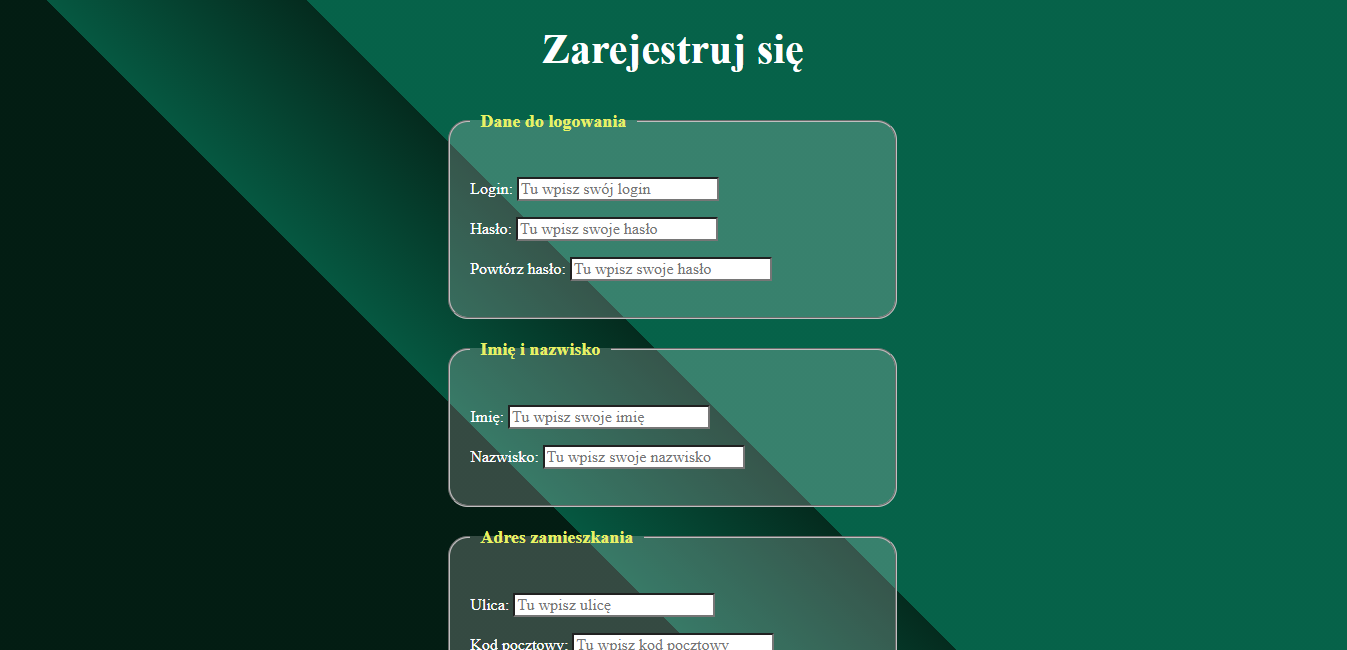 Zarejestruj się
Dane do logowania
Login: Tu wpisz swój login
Hasło: Tu wpisz swoje hasło
Powtórz hasło: Tu wpisz swoje hasło
Imię i nazwisko
Imię: Tu wpisz swoje imię
Nazwisko: Tu wpisz swoje nazwisko
Adres zamieszkania
Ulica: Tu wpisz ulicę
Kod pocztowy: Tu wpisz kod pocztowy